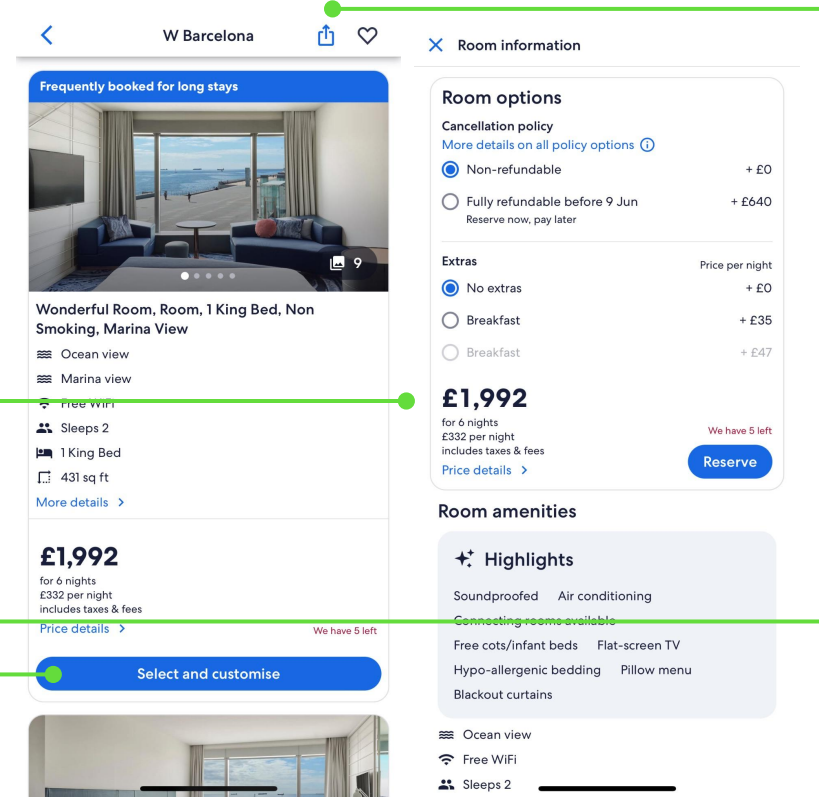 W Barcelona
Frequently booked for long stays
9
Wonderful Room, Room, 1 King Bed, Non
Smoking, Marina View
Ocean view
Marina view
Free WiFi
Sleeps 2
1 King Bed
431 sq ft
More details
£1,992
for 6 nights
£332 per night
includes taxes & fees
Price details
We have 5 left
Select and customise
Room information
Room options
Cancellation policy
More details on all policy options
Non-refundable + £0
Fully refundable before 9 Jun + £640
Reserve now, pay later
Extras Price per night
No extras + £0
Breakfast + £35
Breakfast + £47
£1,992
for 6 nights
£332 per night
includes taxes & fees
Price details
We have 5 left
Reserve
Room amenities
Highlights
Soundproofed Air conditioning
Connecting rooms available
Free cots/infant beds Flat-screen TV
Hypo-allergenic bedding Pillow menu
Blackout curtains
Ocean view
Free WiFi
Sleeps 2